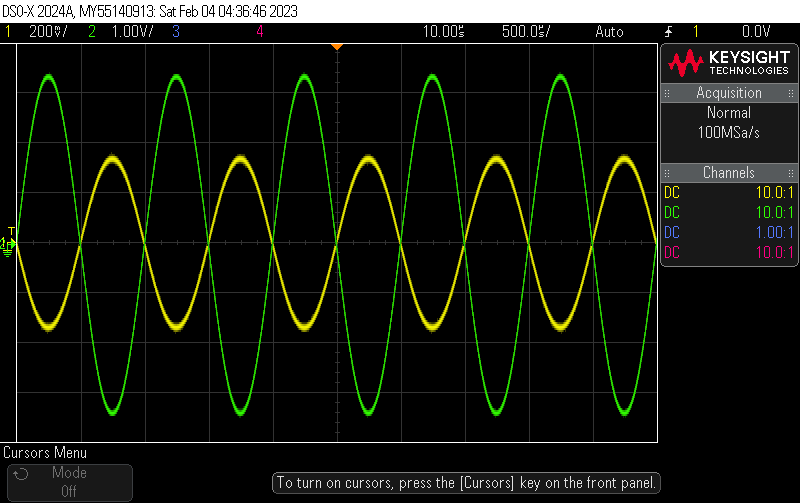 DSO-X 2024A, MY55140913: Sat Feb 04 04:36:46 2023
1 200mV/ 2 1.00V/ 3 4 10.00s 500.0s/ Auto 1 0.0V
KEYSIGHT
TECHNOLOGIES
Acquisition
Normal
100MSa/s
Channels
DC 10.0:1
DC 10.0:1
DC 1.00:1
DC 10.0:1
T
Cursors Menu
Mode
Off
To turn on cursors, press the [Cursors] key on the front panel.